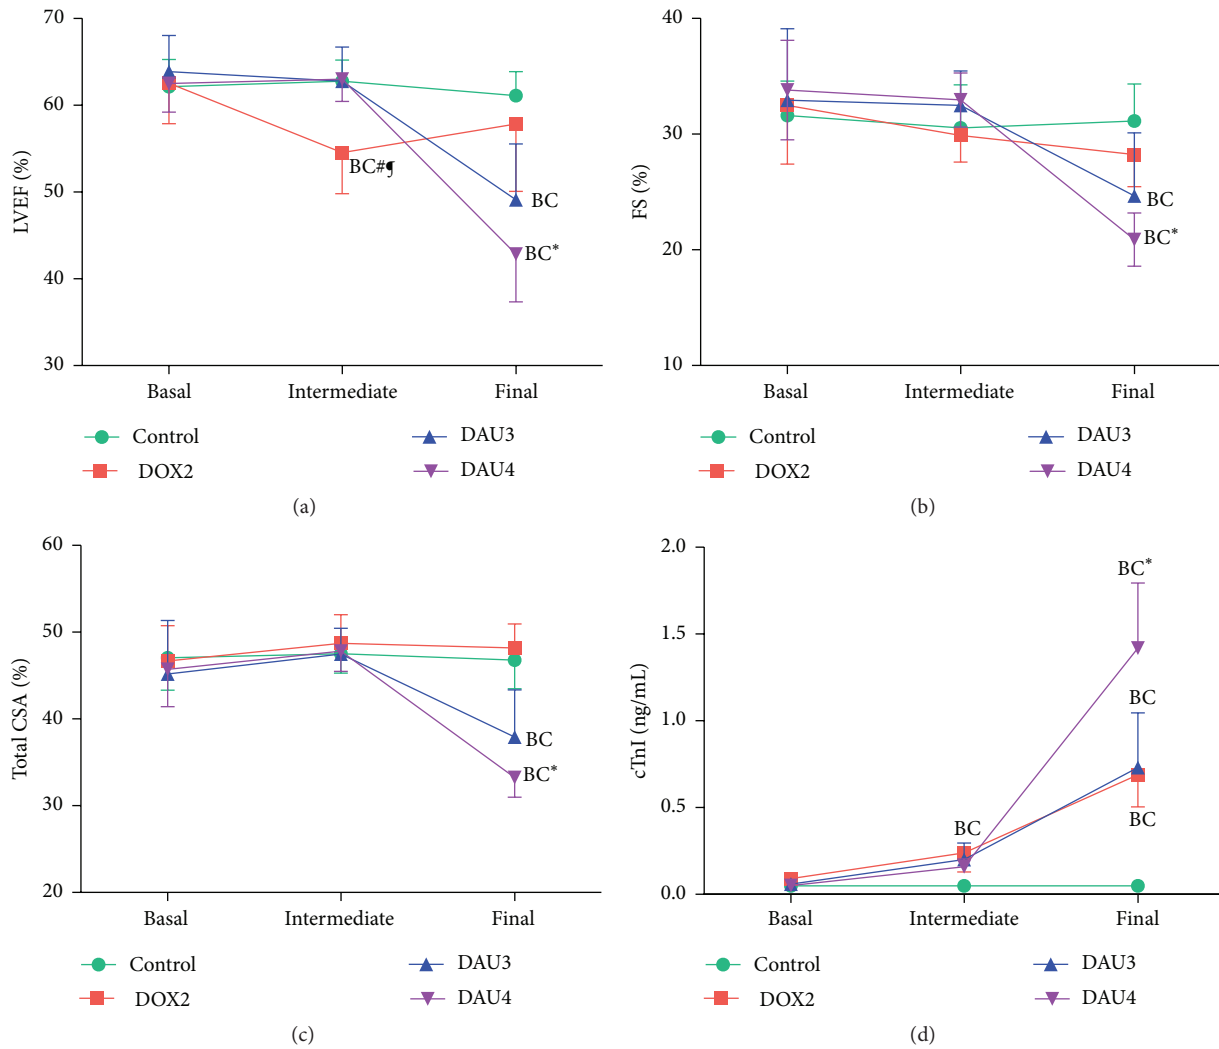 70
60
50
40
30
LVEF (%)
BC#¶
BC
BC*
Basal
Intermediate
Final
Control
DAU3
DOX2
DAU4
(a)
40
30
20
10
FS (%)
BC
BC*
Basal
Intermediate
Final
Control
DAU3
DOX2
DAU4
(b)
60
50
40
30
20
Total CSA (%)
BC
BC*
Basal
Intermediate
Final
Control
DAU3
DOX2
DAU4
(c)
2.0
1.5
1.0
0.5
0.0
cTnI (ng/mL)
BC*
BC
BC
BC
Basal
Intermediate
Final
Control
DAU3
DOX2
DAU4
(d)